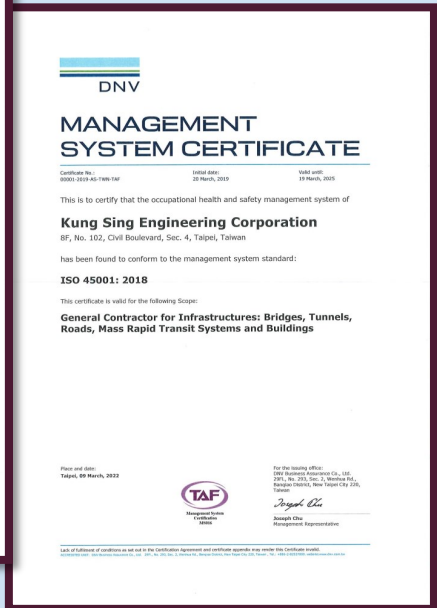 DNV
MANAGEMENT
SYSTEM CERTIFICATE
Certificate No.:
00001-2019-AS-TWN-TAF
Initial date:
20 March, 2019
Valid until:
19 March, 2025
This is to certify that the occupational health and safety management system of
Kung Sing Engineering Corporation
8F, No. 102, Civil Boulevard, Sec. 4, Taipei, Taiwan
has been found to conform to the management system standard:
ISO 45001: 2018
This certificate is valid for the following Scope:
General Contractor for Infrastructures: Bridges, Tunnels,
Roads, Mass Rapid Transit Systems and Buildings
Place and date:
Taipei, 09 March, 2022
TAF
Management System
Certification
For the issuing office:
DNV Business Assurance Co., Ltd.
29Fl., No. 293, Sec. 2, Wenhua Rd.,
Banqiao District, New Taipei City 220,
Taiwan
Joseph Chu
Joseph Chu
Management Representative
Lack of fulfilment of conditions as set out in the Certification Agreement and certificate appendix may render this Certificate invalid.